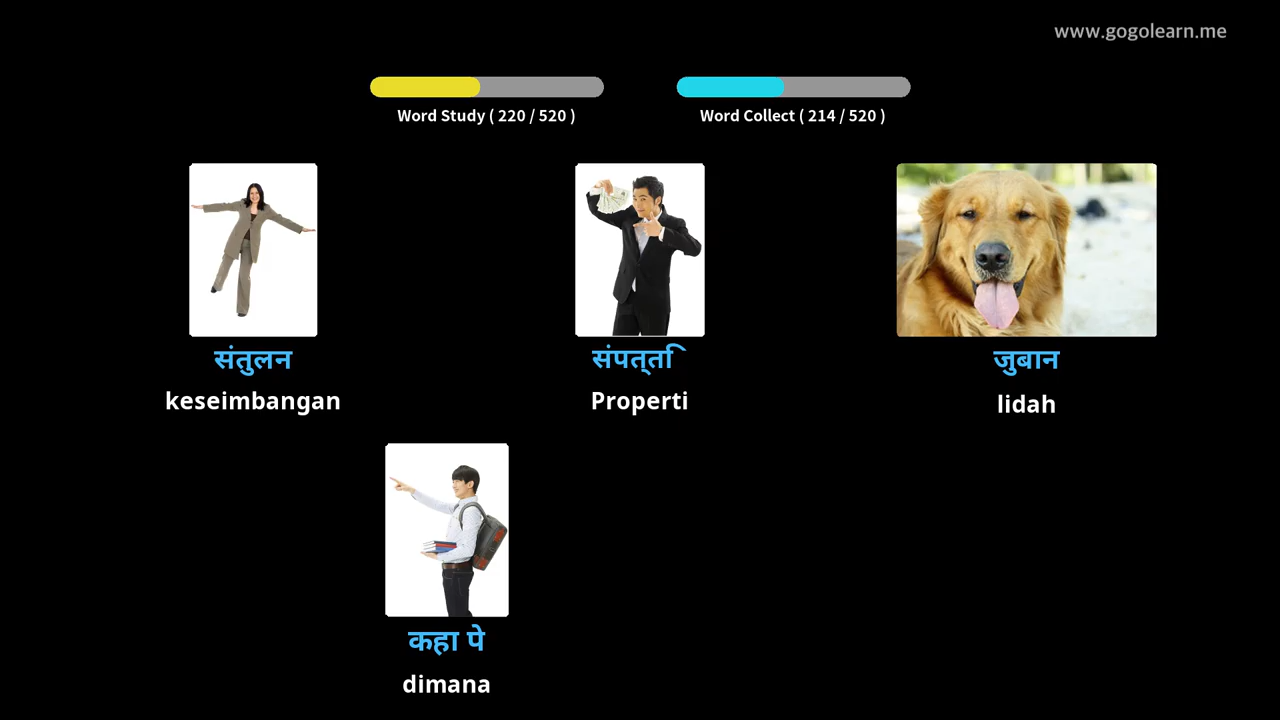 www.gogolearn.me
Word Study ( 220 / 520 )
Word Collect ( 214 / 520 )
संतुलन
संपत्ति
जुबान
keseimbangan
Properti
lidah
कहा पे
dimana